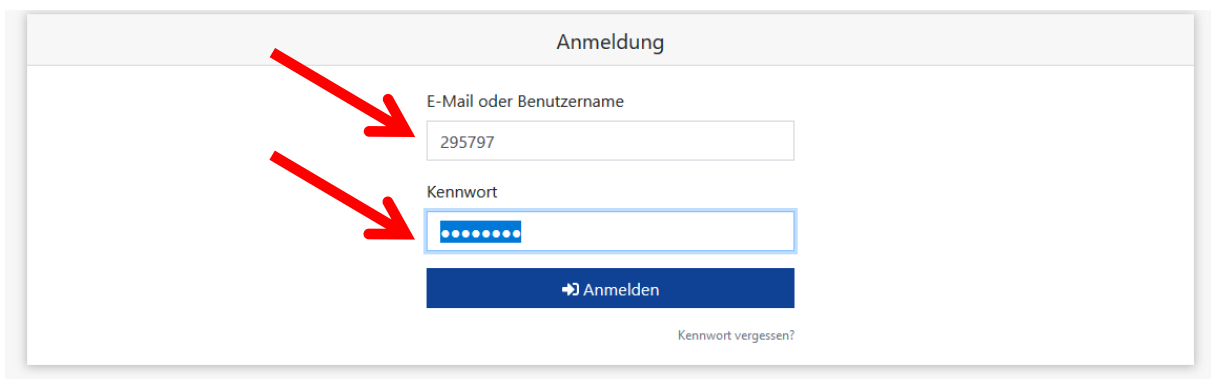 Anmeldung
E-Mail oder Benutzername
295797
Kennwort
●●●●●●●●
Anmelden
Kennwort vergessen?